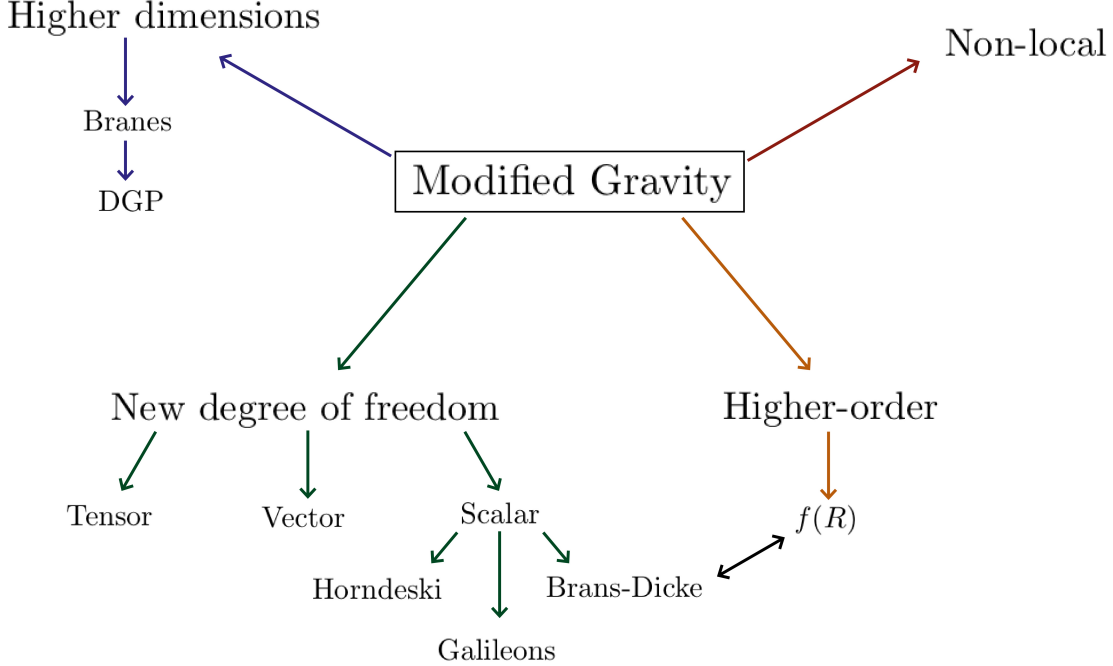 Higher dimensions
Non-local
Branes
Modified Gravity
DGP
New degree of freedom
Higher-order
Tensor
Vector
Scalar
f(R)
Horndeski
Brans-Dicke
Galileons